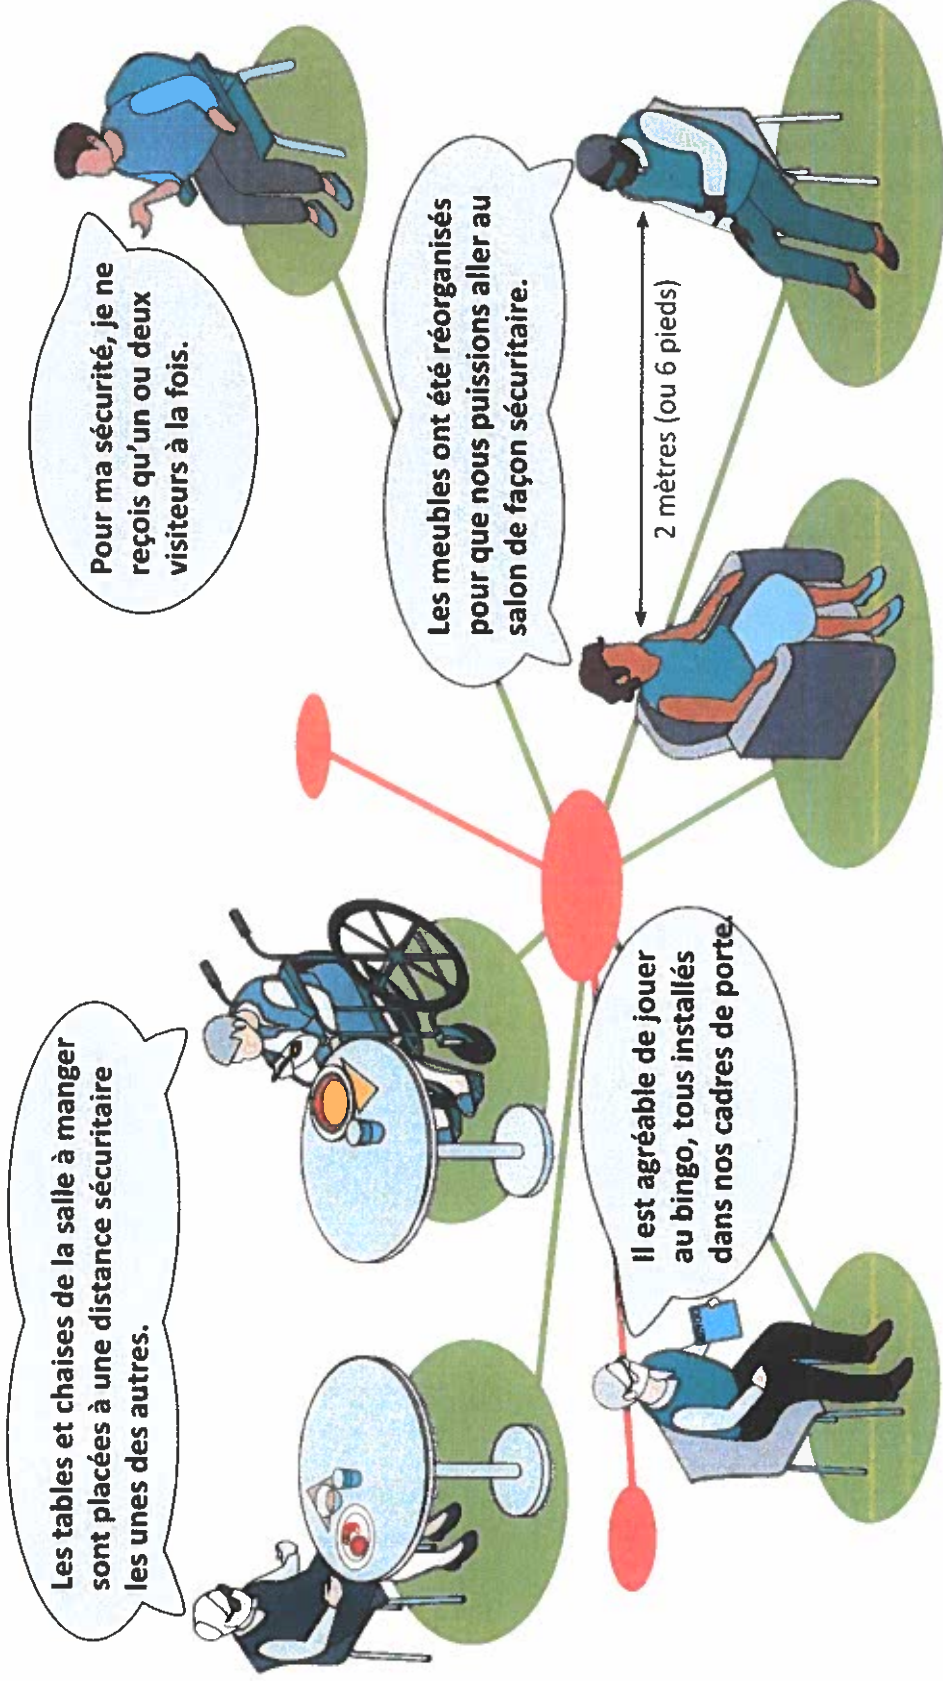 Les tables et chaises de la salle à manger
sont placées à une distance sécuritaire
les unes des autres.
Pour ma sécurité, je ne
reçois qu'un ou deux
visiteurs à la fois.
Il est agréable de jouer
au bingo, tous installés
dans nos cadres de porte.
Les meubles ont été réorganisés
pour que nous puissions aller au
salon de façon sécuritaire.
2 mètres (ou 6 pieds)